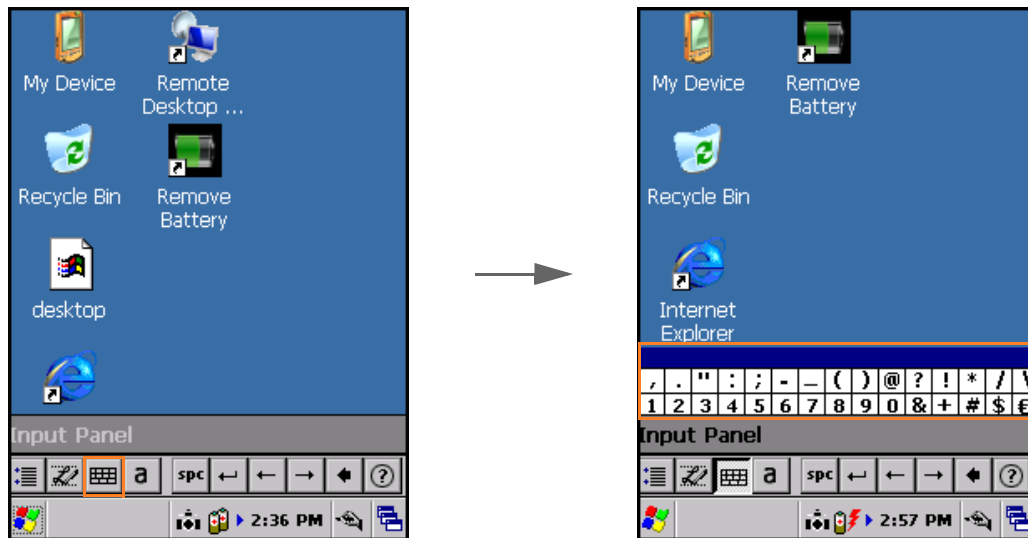 My Device
Remote
Desktop ...
Recycle Bin
Remove
Battery
desktop
Input Panel
a spc ?
2:36 PM
My Device
Remove
Battery
Recycle Bin
Internet
Explorer
, . " : ; - _ ( ) @ ? ! * / \
1 2 3 4 5 6 7 8 9 0 & + # $ €
Input Panel
a spc ?
2:57 PM